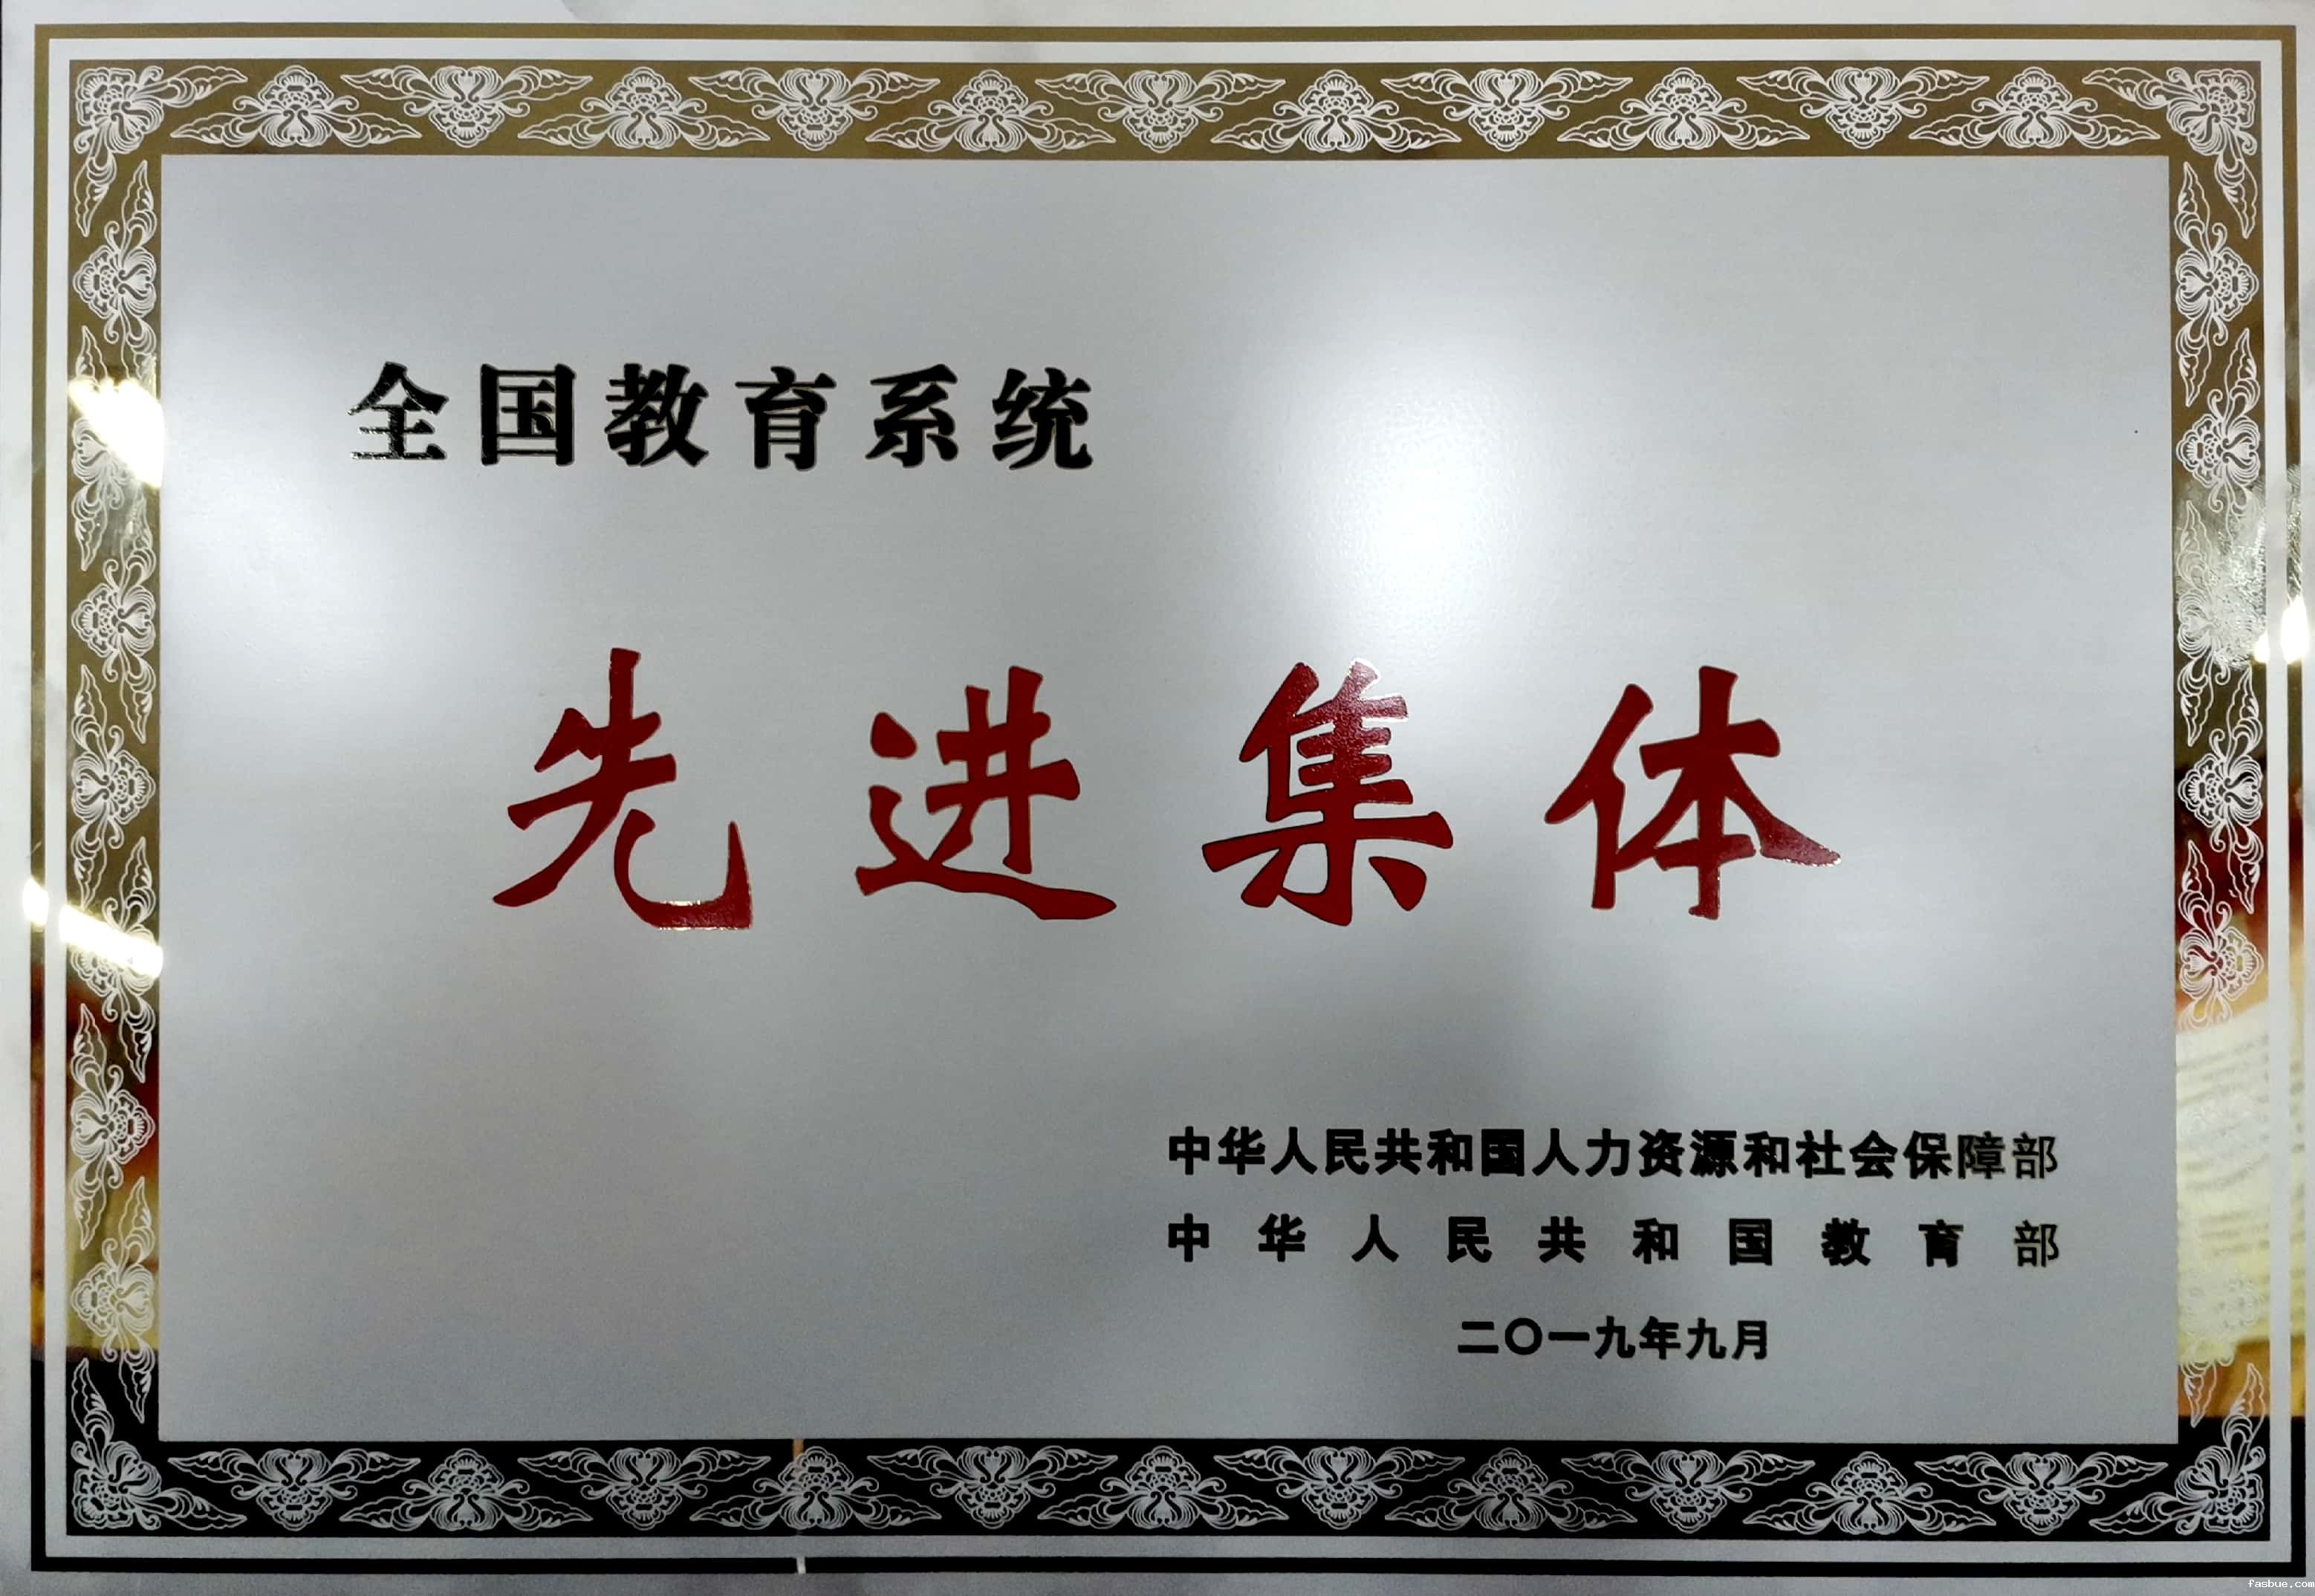 全国教育系统
先进集体
中华人民共和国人力资源和社会保障部
中华人民共和国教育部
二〇一九年九月
fasbue.com